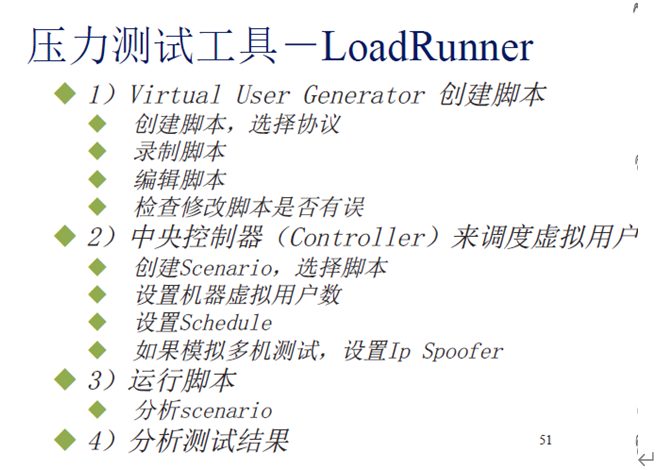 压力测试工具－LoadRunner
1）Virtual User Generator 创建脚本
创建脚本，选择协议
录制脚本
编辑脚本
检查修改脚本是否有误
2）中央控制器（Controller）来调度虚拟用户
创建Scenario，选择脚本
设置机器虚拟用户数
设置Schedule
如果模拟多机测试，设置Ip Spoofer
3）运行脚本
分析scenario
4）分析测试结果
51